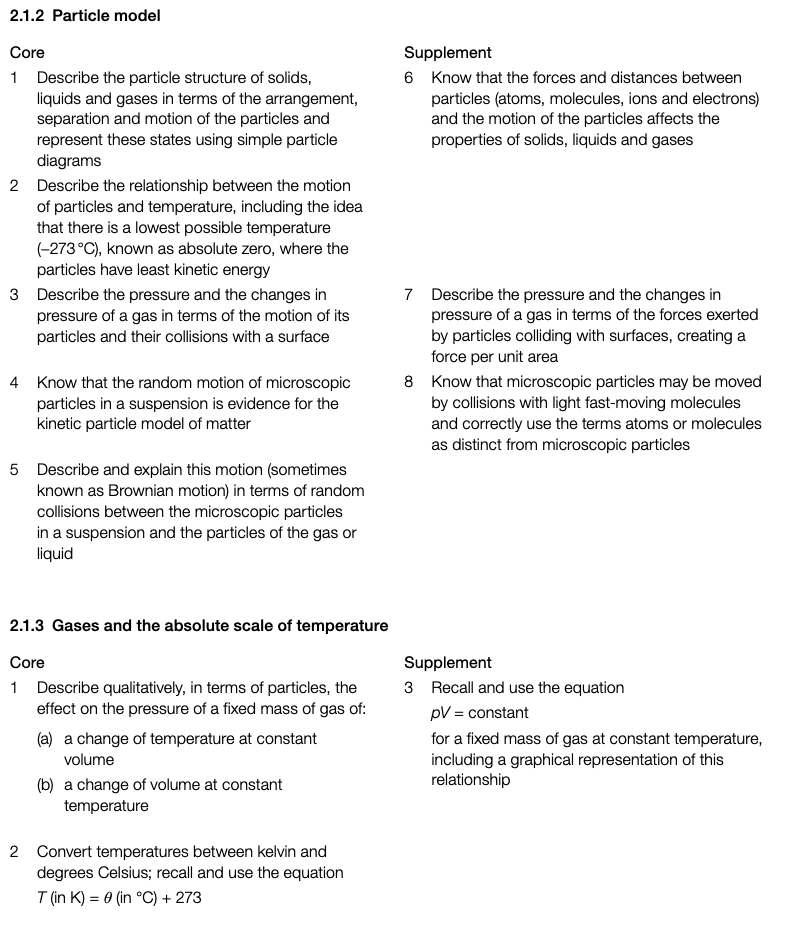 2.1.2 Particle model
Core
1 Describe the particle structure of solids,
liquids and gases in terms of the arrangement,
separation and motion of the particles and
represent these states using simple particle
diagrams
2 Describe the relationship between the motion
of particles and temperature, including the idea
that there is a lowest possible temperature
(–273 °C), known as absolute zero, where the
particles have least kinetic energy
3 Describe the pressure and the changes in
pressure of a gas in terms of the motion of its
particles and their collisions with a surface
4 Know that the random motion of microscopic
particles in a suspension is evidence for the
kinetic particle model of matter
5 Describe and explain this motion (sometimes
known as Brownian motion) in terms of random
collisions between the microscopic particles
in a suspension and the particles of the gas or
liquid
Supplement
6 Know that the forces and distances between
particles (atoms, molecules, ions and electrons)
and the motion of the particles affects the
properties of solids, liquids and gases
7 Describe the pressure and the changes in
pressure of a gas in terms of the forces exerted
by particles colliding with surfaces, creating a
force per unit area
8 Know that microscopic particles may be moved
by collisions with light fast-moving molecules
and correctly use the terms atoms or molecules
as distinct from microscopic particles
2.1.3 Gases and the absolute scale of temperature
Core
1 Describe qualitatively, in terms of particles, the
effect on the pressure of a fixed mass of gas of:
(a) a change of temperature at constant
volume
(b) a change of volume at constant
temperature
2 Convert temperatures between kelvin and
degrees Celsius; recall and use the equation
T (in K) = θ (in °C) + 273
Supplement
3 Recall and use the equation
pV = constant
for a fixed mass of gas at constant temperature,
including a graphical representation of this
relationship